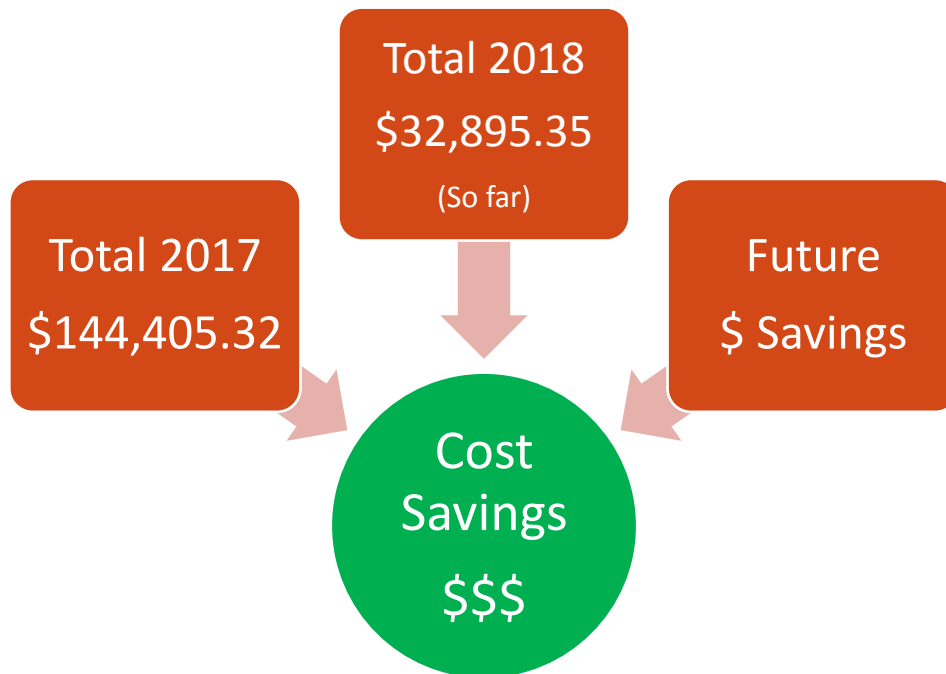 Total 2018
$32,895.35
(So far)
Total 2017
$144,405.32
Future
$ Savings
Cost
Savings
$$$